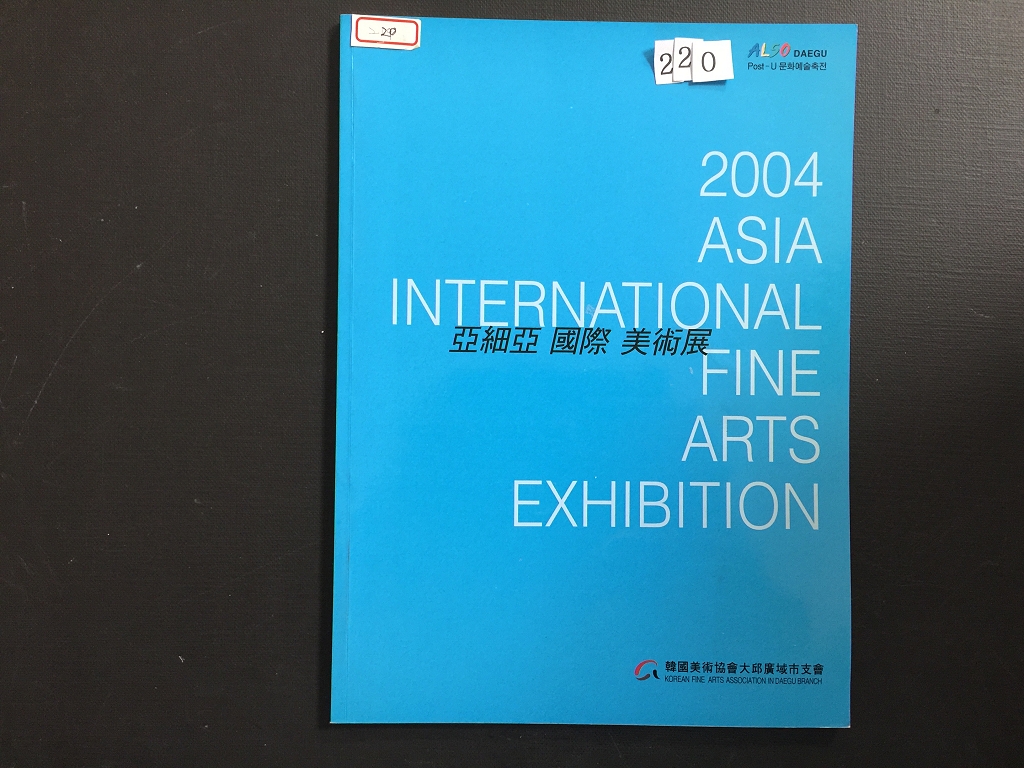 220
ALSO DAEGU
Post-U 문화예술축전
2004
ASIA
INTERNATIONAL
亞細亞 國際 美術展
FINE
ARTS
EXHIBITION
韓國美術協會大邱廣域市支會
KOREAN FINE ARTS ASSOCIATION IN DAEGU BRANCH